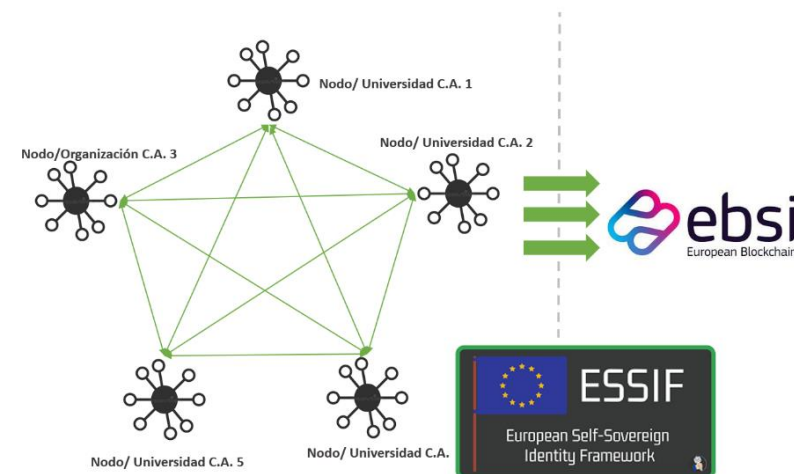 Nodo/ Universidad C.A. 1
Nodo/ Universidad C.A. 2
Nodo/Organización C.A. 3
ebsi
European Blockchain
ESSIF
European Self-Sovereign
Identity Framework
Nodo/ Universidad C.A.
Nodo/ Universidad C.A. 5